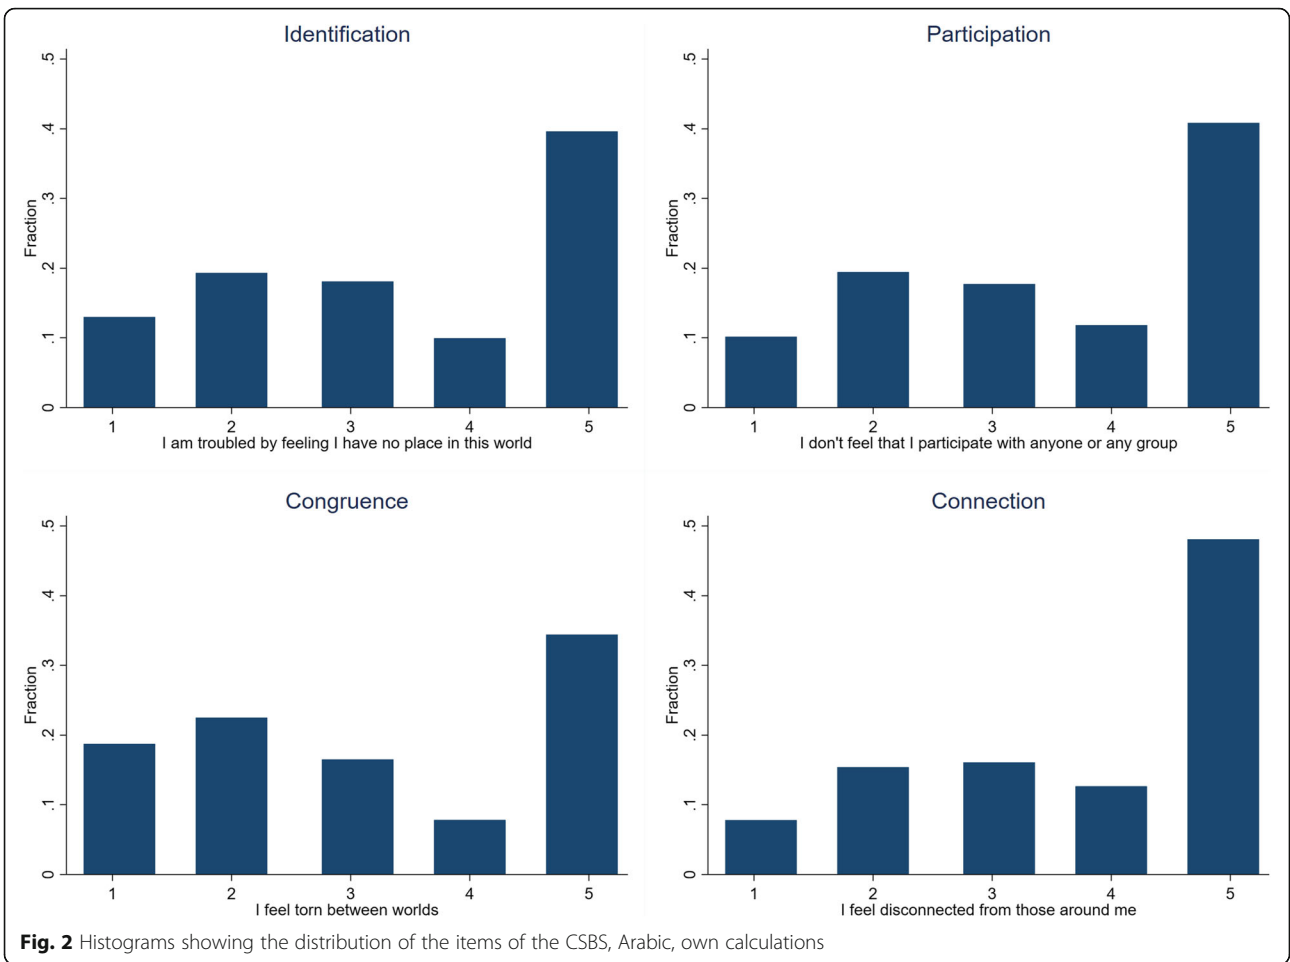 Identification
.5
.4
.3
.2
.1
0
Fraction
1 2 3 4 5
I am troubled by feeling I have no place in this world
Participation
.5
.4
.3
.2
.1
0
Fraction
1 2 3 4 5
I don't feel that I participate with anyone or any group
Congruence
.5
.4
.3
.2
.1
0
Fraction
1 2 3 4 5
I feel torn between worlds
Connection
.5
.4
.3
.2
.1
0
Fraction
1 2 3 4 5
I feel disconnected from those around me
Fig. 2 Histograms showing the distribution of the items of the CSBS, Arabic, own calculations